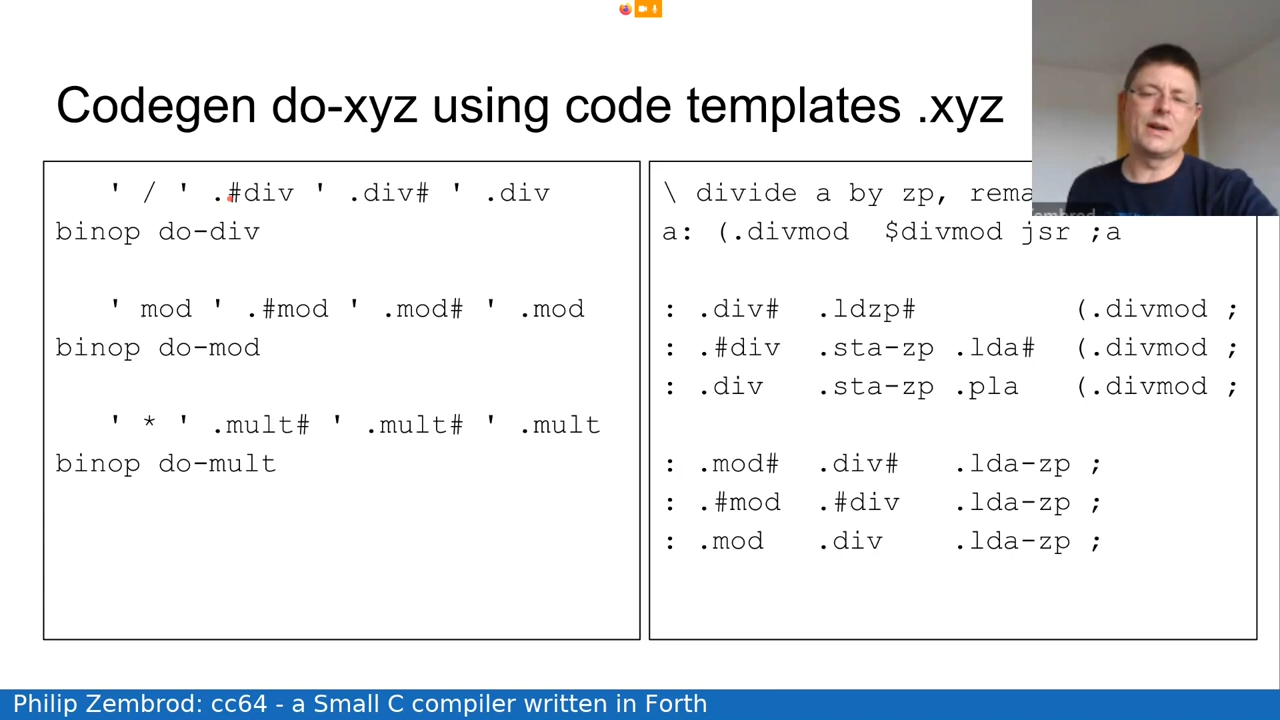 Codegen do-xyz using code templates .xyz
' / ' .#div ' .div# ' .div
binop do-div
' mod ' .#mod ' .mod# ' .mod
binop do-mod
' * ' .mult# ' .mult# ' .mult
binop do-mult
\ divide a by zp, rema
a: (.divmod $divmod jsr ;a
: .div# .ldzp# (.divmod ;
: .#div .sta-zp .lda# (.divmod ;
: .div .sta-zp .pla (.divmod ;
: .mod# .div# .lda-zp ;
: .#mod .#div .lda-zp ;
: .mod .div .lda-zp ;
Philip Zembrod: cc64 - a Small C compiler written in Forth